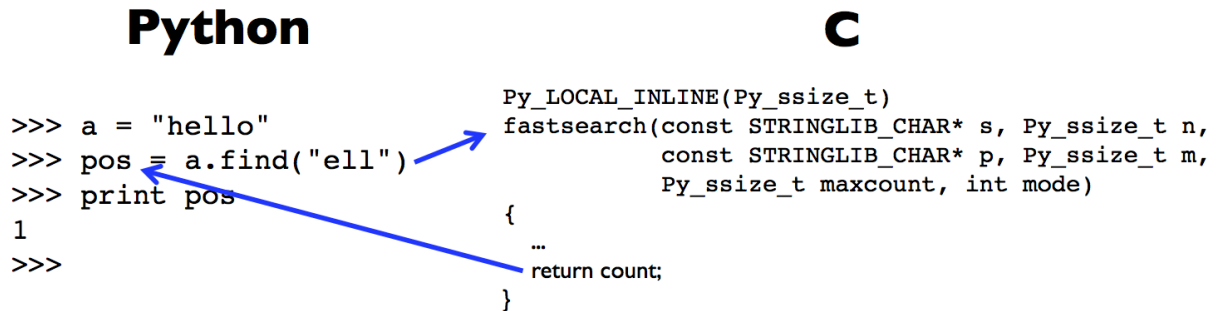 Python
>>> a = "hello"
>>> pos = a.find("ell")
>>> print pos
1
>>>
C
Py_LOCAL_INLINE(Py_ssize_t)
fastsearch(const STRINGLIB_CHAR* s, Py_ssize_t n,
const STRINGLIB_CHAR* p, Py_ssize_t m,
Py_ssize_t maxcount, int mode)
{
…
return count;
}